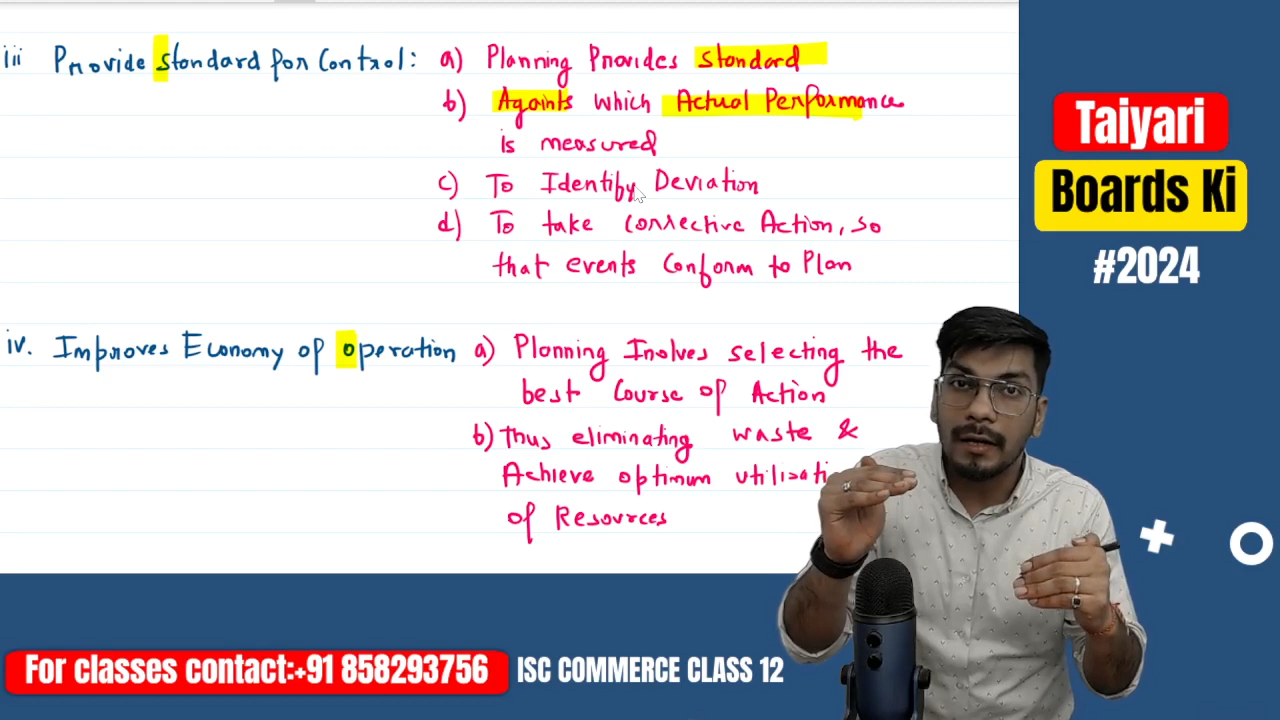 iii Provide standard for Control: a) Planning Provides standard
b) Againts which Actual Performance
is measured
c) To Identify Deviation
d) To take corrective Action, so
that events Conform to Plan
iv. Improves Economy of operation a) Planning Inolves selecting the
best Course of Action
b) Thus eliminating waste &
Achieve optimum utilizati
of Resources
Taiyari
Boards Ki
#2024
For classes contact:+91 858293756 ISC COMMERCE CLASS 12